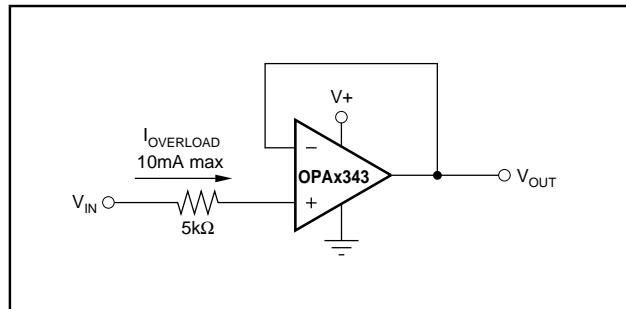 V+
I_OVERLOAD
10mA max
–
OPAx343
V_OUT
V_IN
+
5kΩ